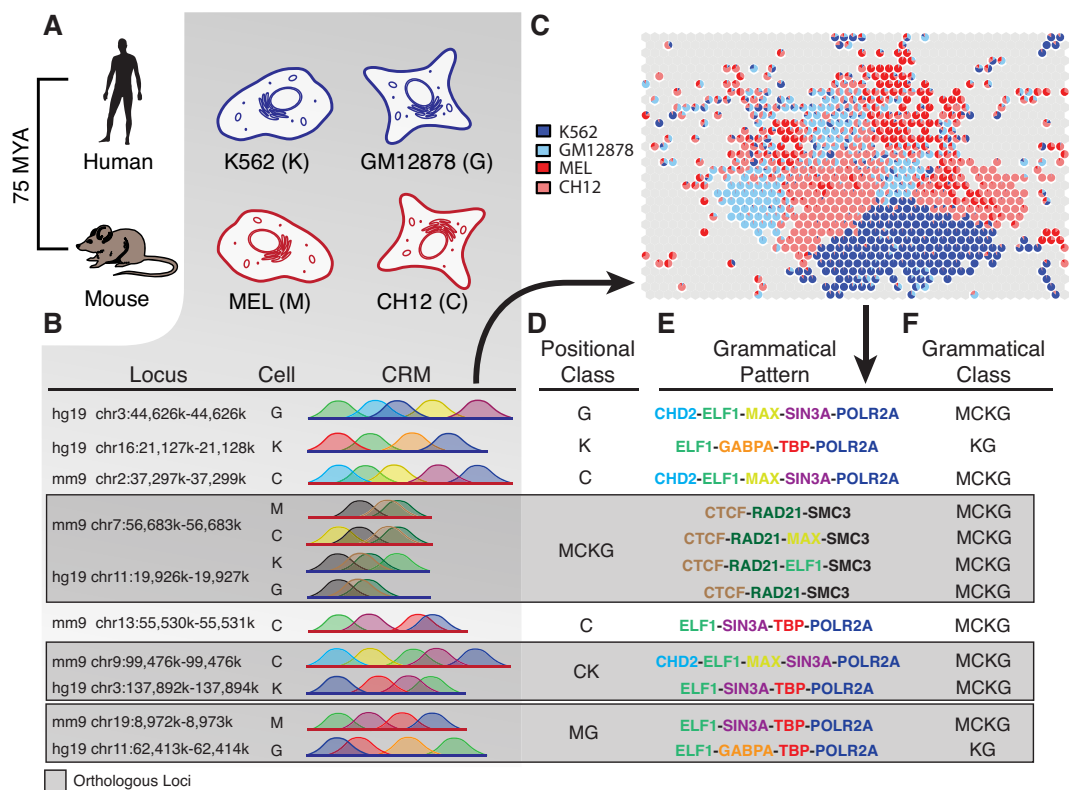 A
75 MYA
Human
Mouse
K562 (K)
GM12878 (G)
MEL (M)
CH12 (C)
C
K562
GM12878
MEL
CH12
B
Locus Cell CRM
D
Positional
Class
E
Grammatical
Pattern
F
Grammatical
Class
hg19 chr3:44,626k-44,626k G G CHD2-ELF1-MAX-SIN3A-POLR2A MCKG
hg19 chr16:21,127k-21,128k K K ELF1-GABPA-TBP-POLR2A KG
mm9 chr2:37,297k-37,299k C C CHD2-ELF1-MAX-SIN3A-POLR2A MCKG
mm9 chr7:56,683k-56,683k
M CTCF-RAD21-SMC3 MCKG
C CTCF-RAD21-MAX-SMC3 MCKG
MCKG
hg19 chr11:19,926k-19,927k
K CTCF-RAD21-ELF1-SMC3 MCKG
G CTCF-RAD21-SMC3 MCKG
mm9 chr13:55,530k-55,531k C C ELF1-SIN3A-TBP-POLR2A MCKG
mm9 chr9:99,476k-99,476k C CHD2-ELF1-MAX-SIN3A-POLR2A MCKG
CK
hg19 chr3:137,892k-137,894k K ELF1-SIN3A-TBP-POLR2A MCKG
mm9 chr19:8,972k-8,973k M ELF1-SIN3A-TBP-POLR2A MCKG
MG
hg19 chr11:62,413k-62,414k G ELF1-GABPA-TBP-POLR2A KG
Orthologous Loci